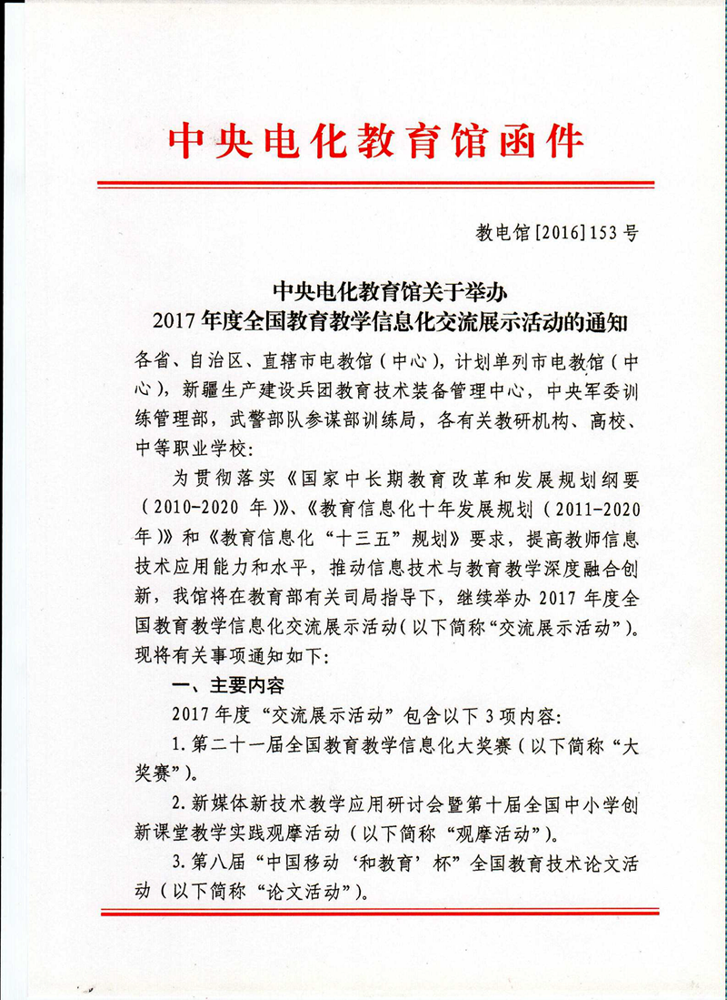 中央电化教育馆函件
教电馆[2016]153号
中央电化教育馆关于举办
2017年度全国教育教学信息化交流展示活动的通知
各省、自治区、直辖市电教馆（中心），计划单列市电教馆（中
心），新疆生产建设兵团教育技术装备管理中心，中央军委训
练管理部，武警部队参谋部训练局，各有关教研机构、高校、
中等职业学校：
为贯彻落实《国家中长期教育改革和发展规划纲要
（2010-2020 年）》、《教育信息化十年发展规划（2011-2020
年）》和《教育信息化“十三五”规划》要求，提高教师信息
技术应用能力和水平，推动信息技术与教育教学深度融合创
新，我馆将在教育部有关司局指导下，继续举办 2017 年度全
国教育教学信息化交流展示活动（以下简称“交流展示活动”）。
现将有关事项通知如下：
一、主要内容
2017 年度“交流展示活动”包含以下 3 项内容：
1.第二十一届全国教育教学信息化大奖赛（以下简称“大
奖赛”）。
2.新媒体新技术教学应用研讨会暨第十届全国中小学创
新课堂教学实践观摩活动（以下简称“观摩活动”）。
3.第八届“中国移动‘和教育’杯”全国教育技术论文活
动（以下简称“论文活动”）。